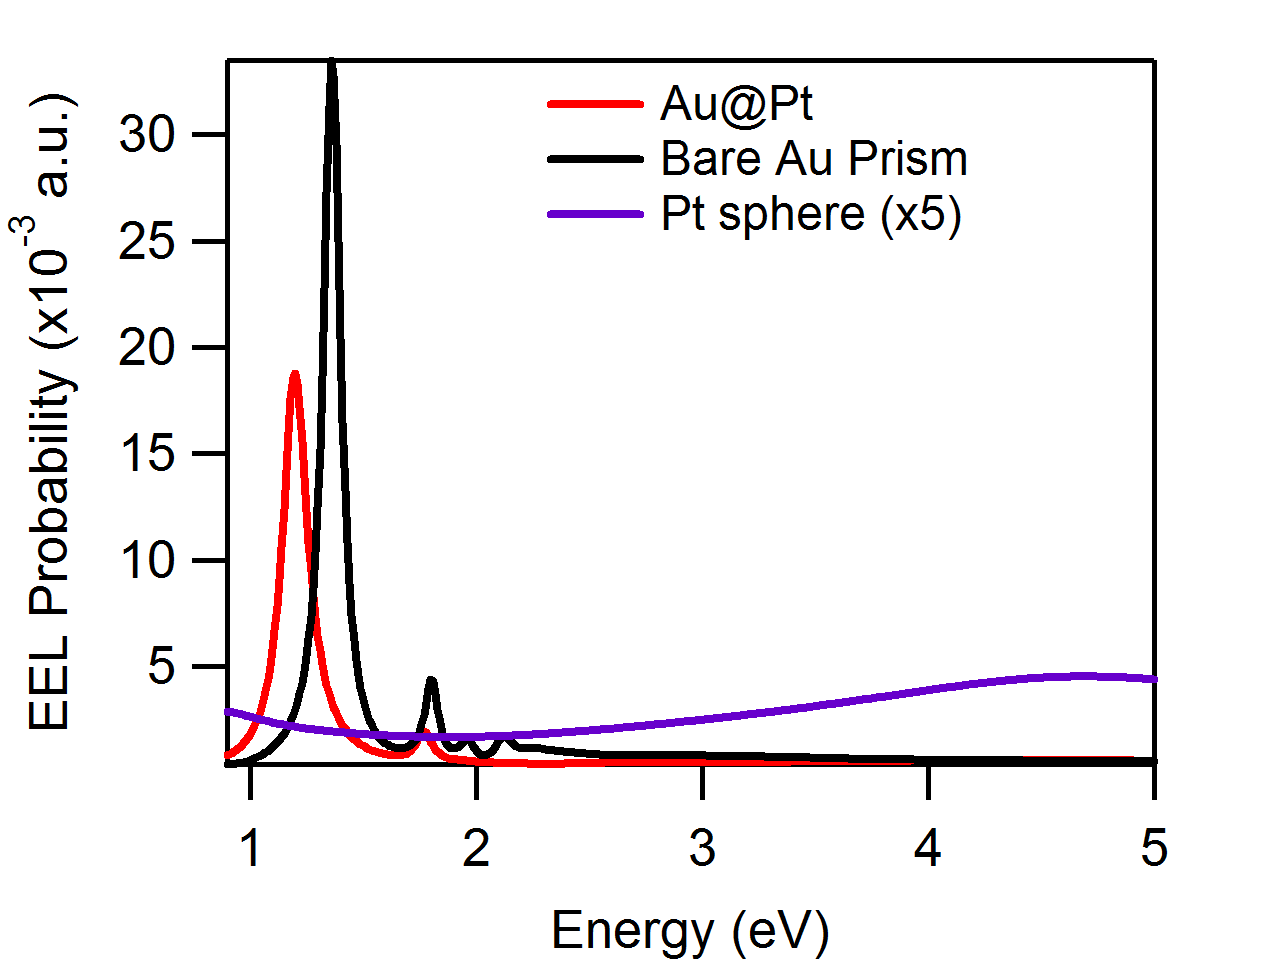 Au@Pt
Bare Au Prism
Pt sphere (x5)
EEL Probability (x10⁻³ a.u.)
30
25
20
15
10
5
1 2 3 4 5
Energy (eV)